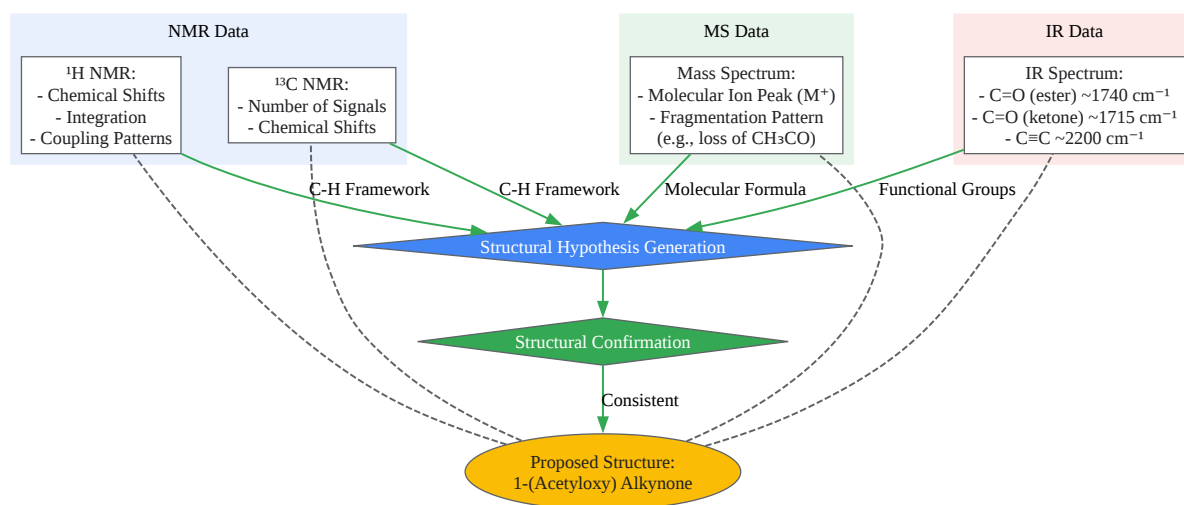 NMR Data
¹H NMR:
- Chemical Shifts
- Integration
- Coupling Patterns
¹³C NMR:
- Number of Signals
- Chemical Shifts
MS Data
Mass Spectrum:
- Molecular Ion Peak (M⁺)
- Fragmentation Pattern
(e.g., loss of CH₃CO)
IR Data
IR Spectrum:
- C=O (ester) ~1740 cm⁻¹
- C=O (ketone) ~1715 cm⁻¹
- C≡C ~2200 cm⁻¹
C-H Framework
C-H Framework
Molecular Formula
Functional Groups
Structural Hypothesis Generation
Structural Confirmation
Consistent
Proposed Structure:
1-(Acetyloxy) Alkynone